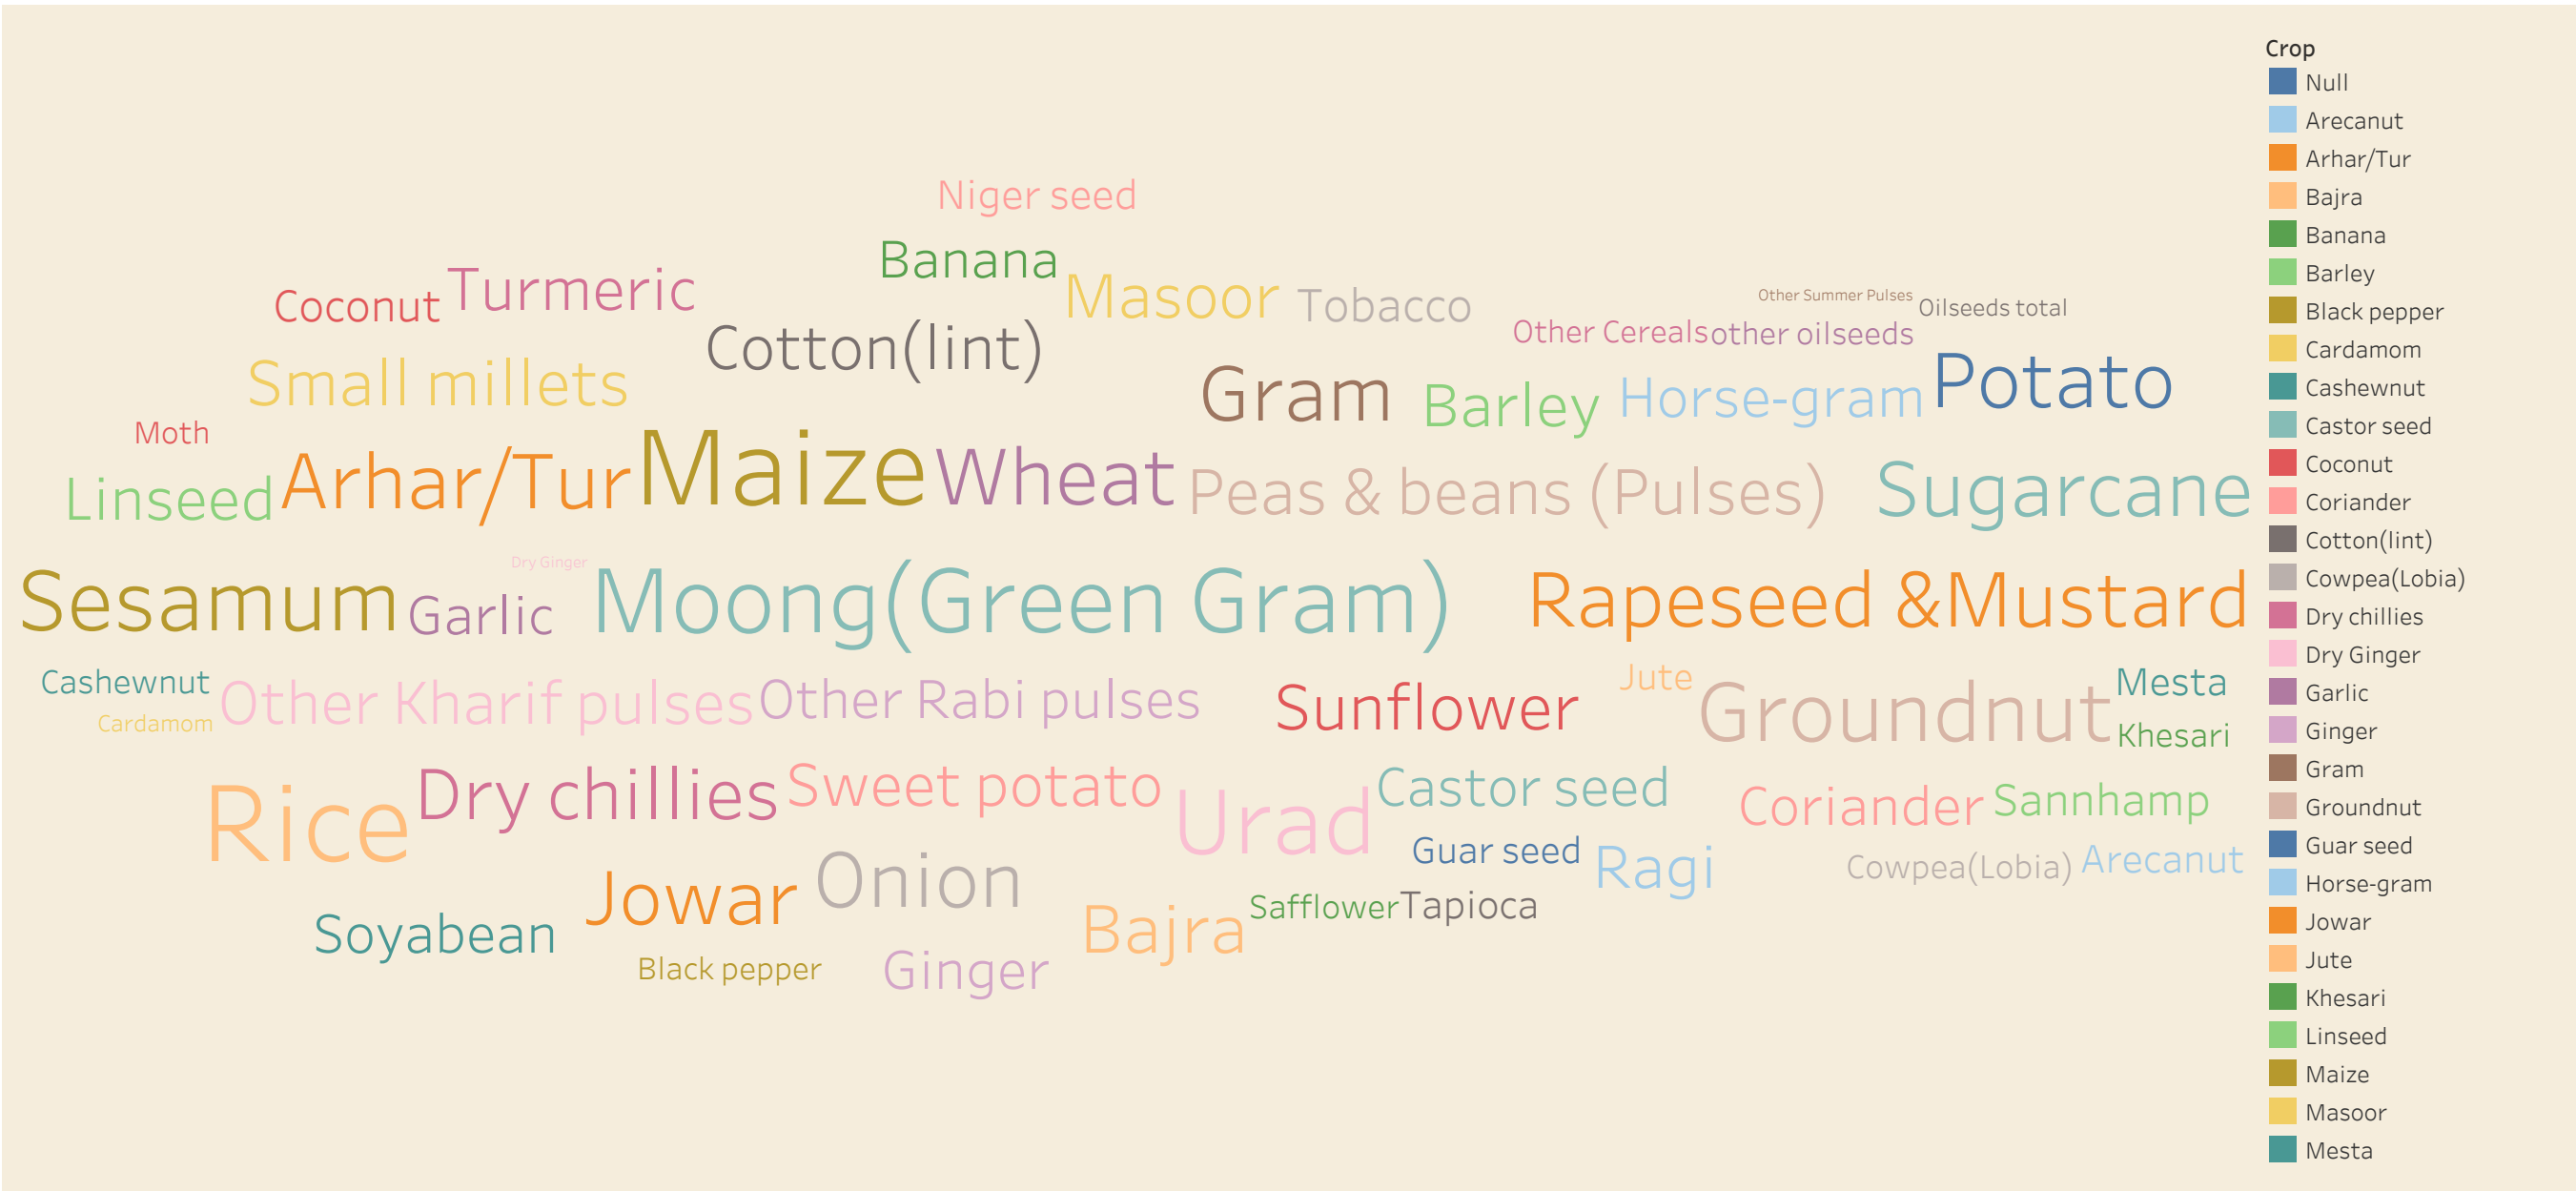 Niger seed
Banana
Coconut
Turmeric
Masoor
Tobacco
Other Summer Pulses
Oilseeds total
Cotton(lint)
Other Cereals
other oilseeds
Small millets
Gram
Barley
Horse-gram
Potato
Moth
Linseed
Arhar/Tur
Maize
Wheat
Peas & beans (Pulses)
Sugarcane
Dry Ginger
Sesamum
Garlic
Moong(Green Gram)
Rapeseed &Mustard
Cashewnut
Cardamom
Other Kharif pulses
Other Rabi pulses
Sunflower
Jute
Groundnut
Mesta
Khesari
Rice
Dry chillies
Sweet potato
Urad
Castor seed
Coriander
Sannhamp
Guar seed
Ragi
Cowpea(Lobia)
Arecanut
Soyabean
Jowar
Onion
Bajra
Safflower
Tapioca
Black pepper
Ginger
Crop
Null
Arecanut
Arhar/Tur
Bajra
Banana
Barley
Black pepper
Cardamom
Cashewnut
Castor seed
Coconut
Coriander
Cotton(lint)
Cowpea(Lobia)
Dry chillies
Dry Ginger
Garlic
Ginger
Gram
Groundnut
Guar seed
Horse-gram
Jowar
Jute
Khesari
Linseed
Maize
Masoor
Mesta